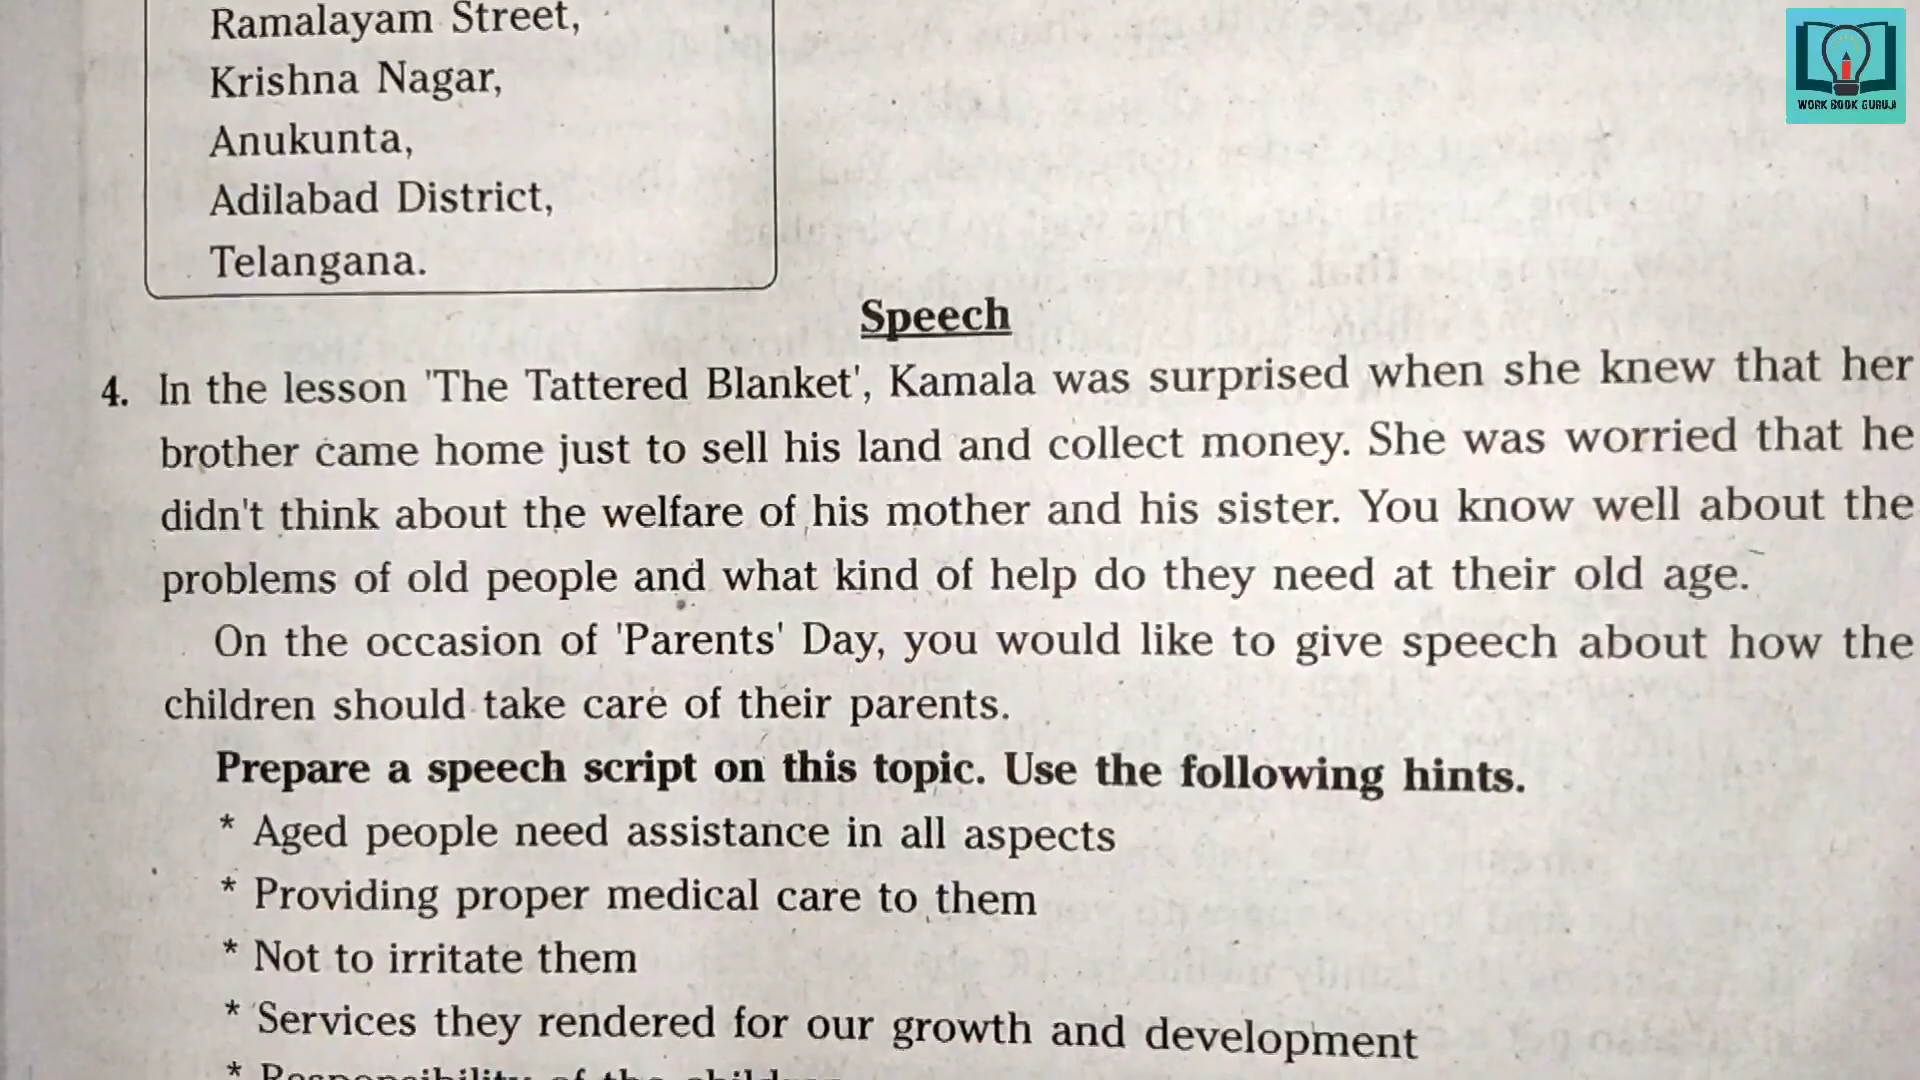 Ramalayam Street,
Krishna Nagar,
Anukunta,
Adilabad District,
Telangana.
WORK BOOK GURUJI
Speech
4. In the lesson 'The Tattered Blanket', Kamala was surprised when she knew that her
brother came home just to sell his land and collect money. She was worried that he
didn't think about the welfare of his mother and his sister. You know well about the
problems of old people and what kind of help do they need at their old age.
On the occasion of 'Parents' Day, you would like to give speech about how the
children should take care of their parents.
Prepare a speech script on this topic. Use the following hints.
* Aged people need assistance in all aspects
* Providing proper medical care to them
* Not to irritate them
* Services they rendered for our growth and development
* Responsibility of the